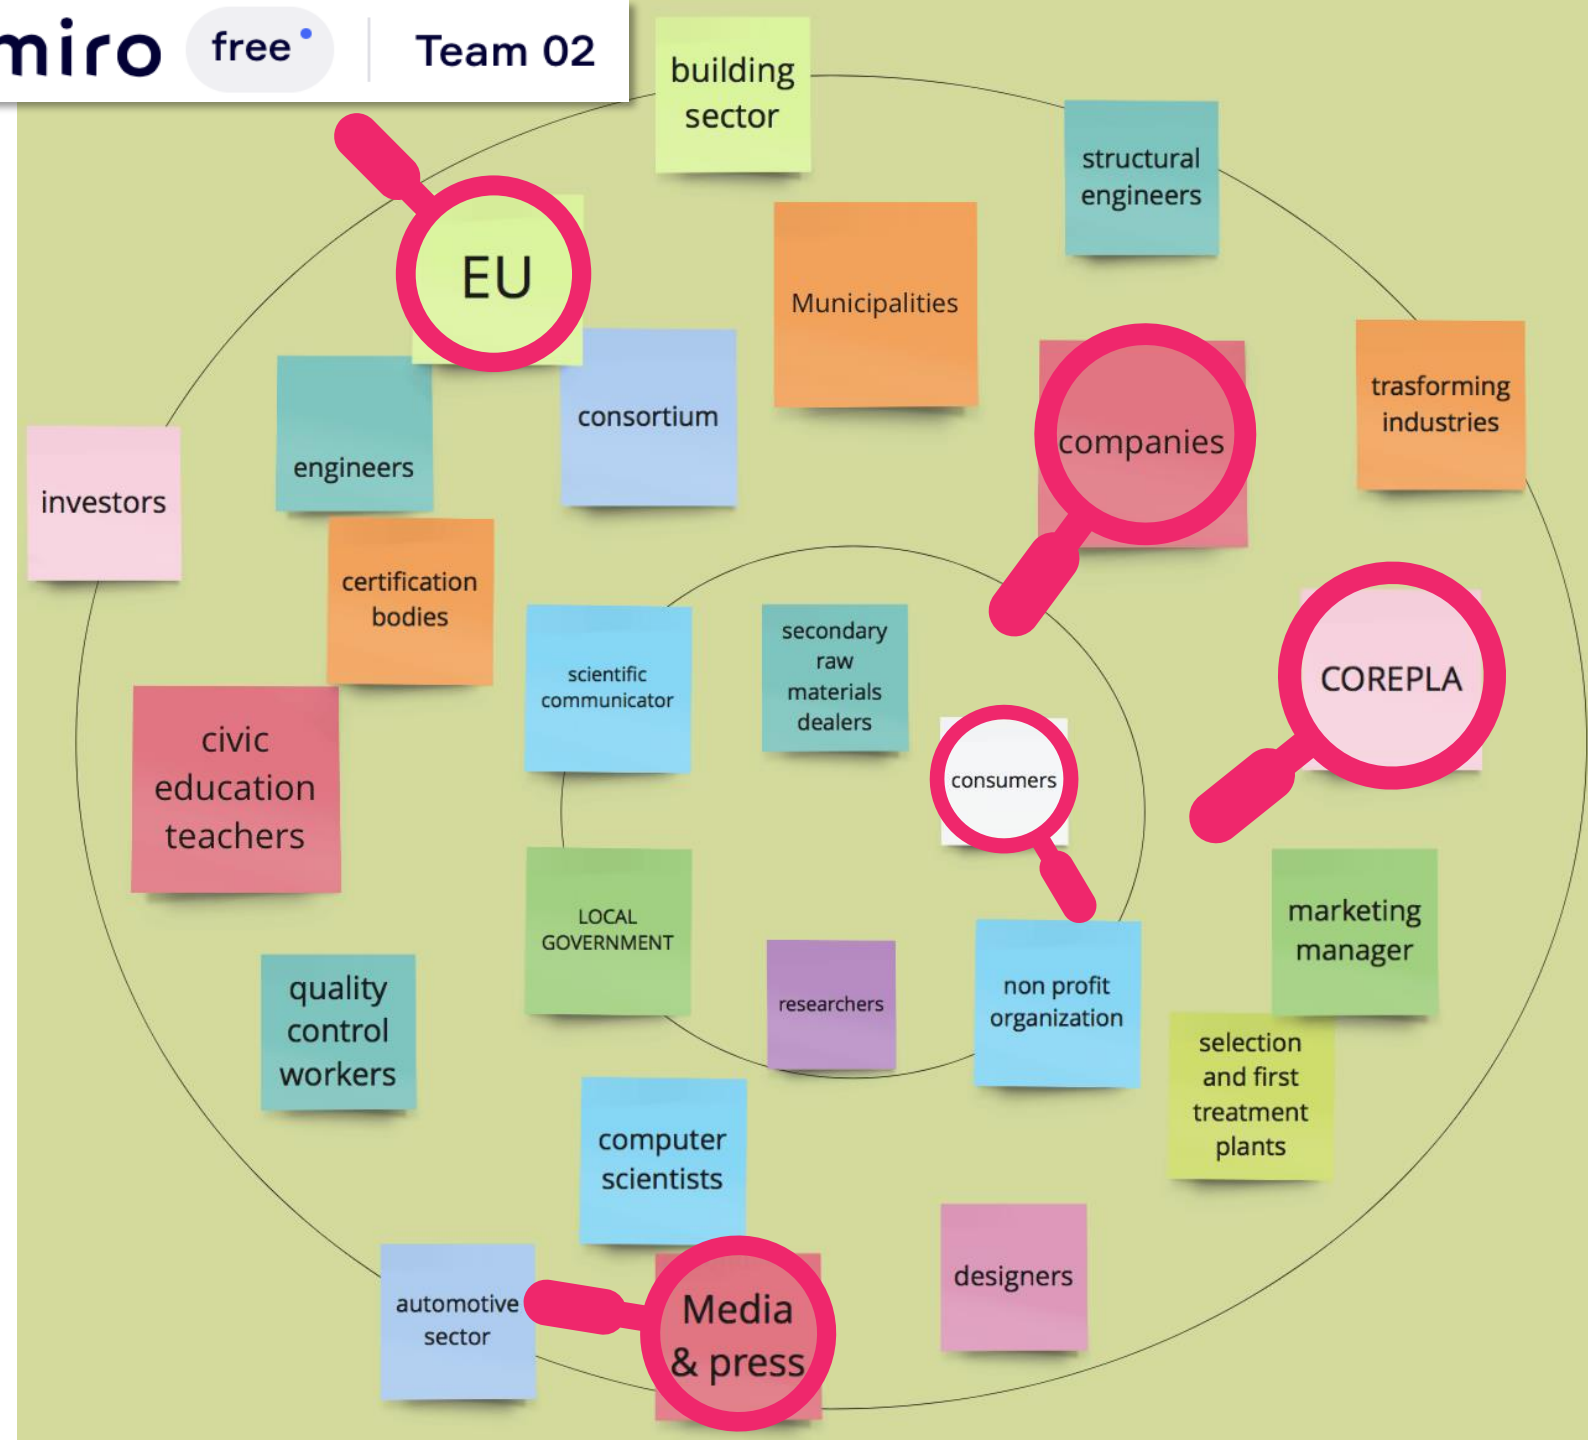 miro free Team 02
building
sector
structural
engineers
EU
Municipalities
trasforming
industries
consortium
companies
engineers
investors
certification
bodies
scientific
communicator
secondary
raw
materials
dealers
COREPLA
civic
education
teachers
consumers
LOCAL
GOVERNMENT
marketing
manager
quality
control
workers
researchers
non profit
organization
selection
and first
treatment
plants
computer
scientists
designers
automotive
sector
Media
& press